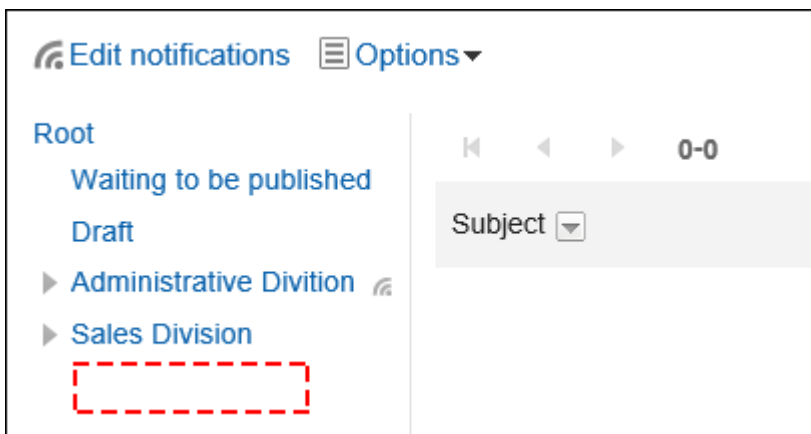 Edit notifications Options
Root
0-0
Waiting to be published
Subject
Draft
Administrative Divition
Sales Division